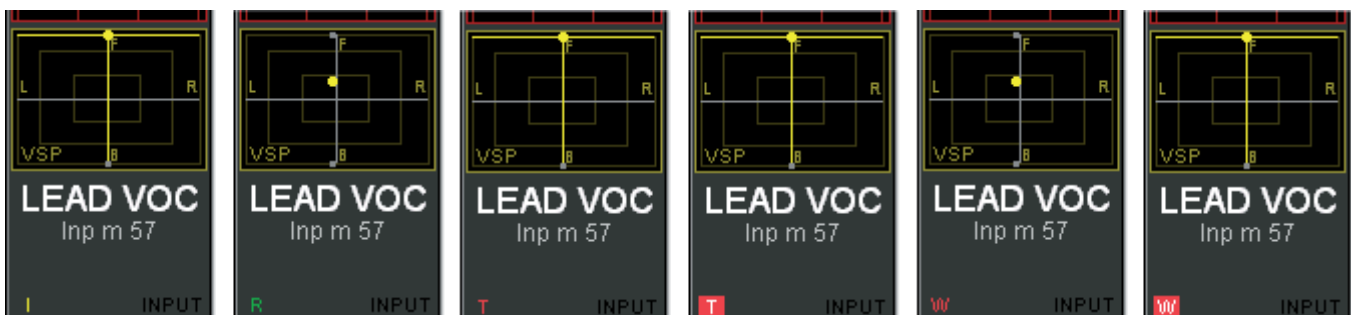 F
L R
VSP B
LEAD VOC
Inp m 57
I INPUT
F
L R
VSP B
LEAD VOC
Inp m 57
R INPUT
F
L R
VSP B
LEAD VOC
Inp m 57
T INPUT
F
L R
VSP B
LEAD VOC
Inp m 57
T INPUT
F
L R
VSP B
LEAD VOC
Inp m 57
W INPUT
F
L R
VSP B
LEAD VOC
Inp m 57
W INPUT